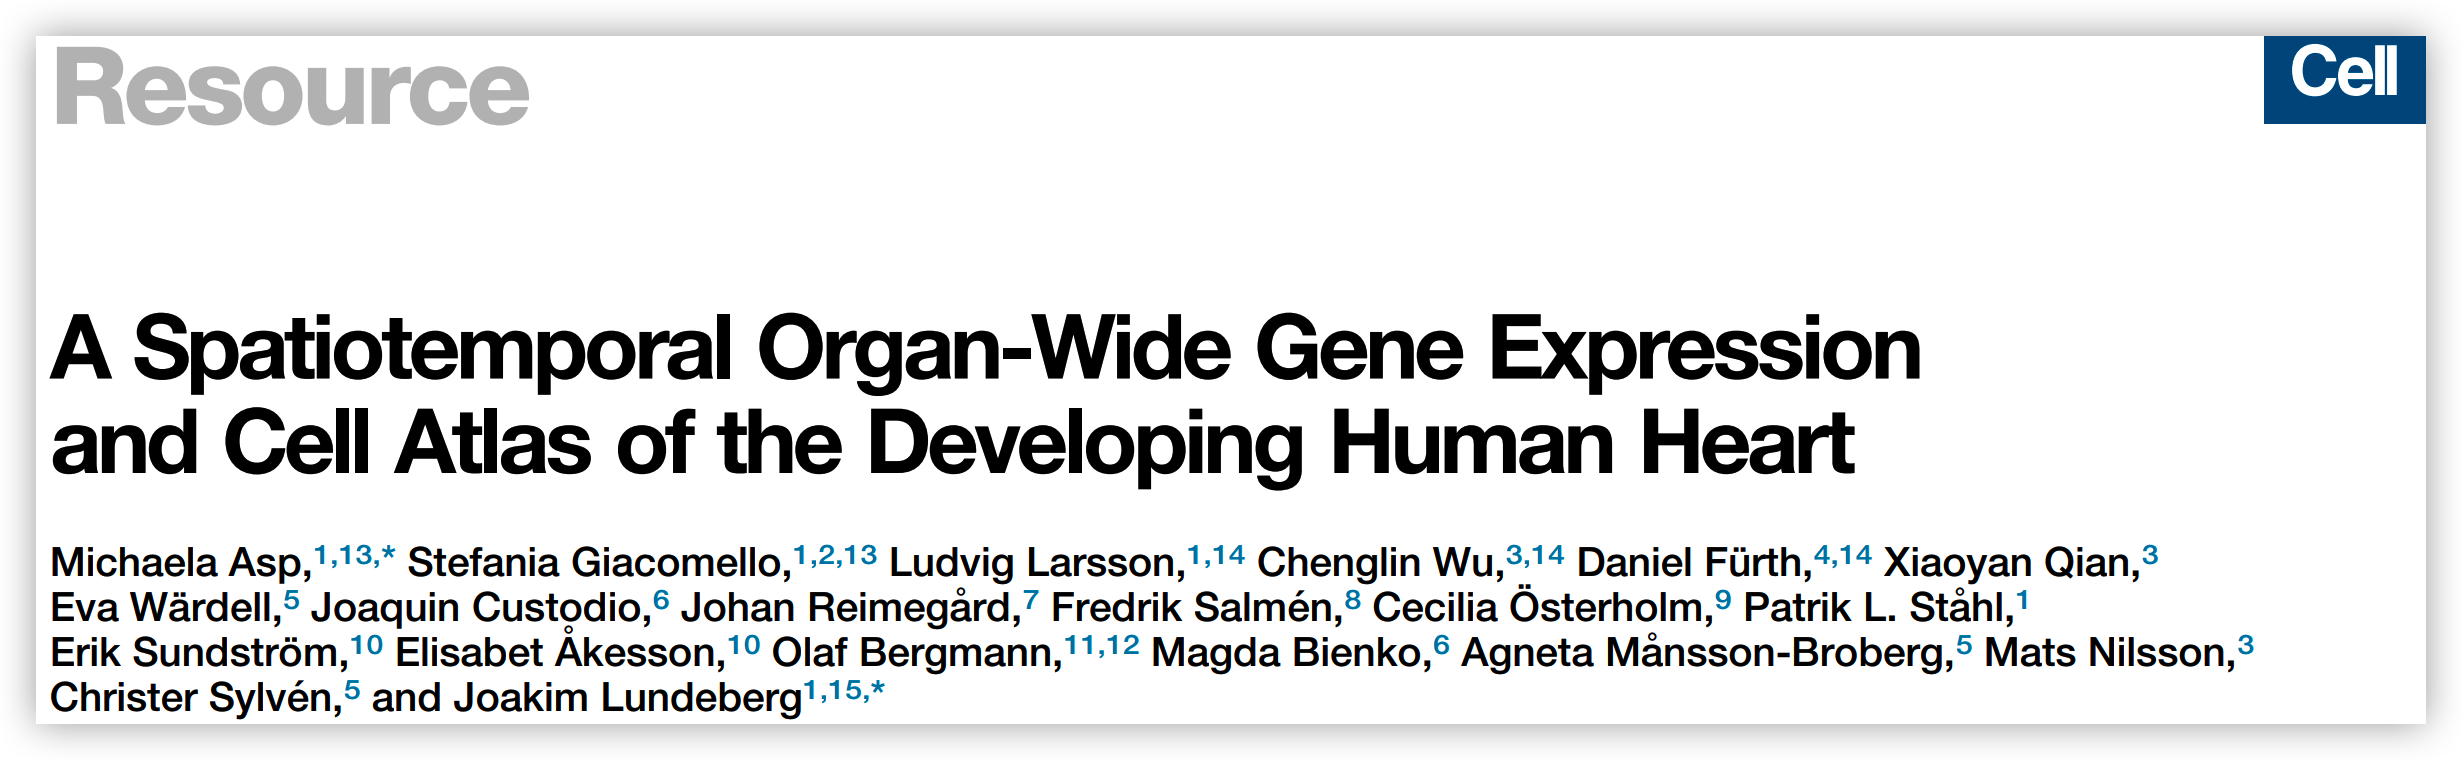 Resource
Cell
A Spatiotemporal Organ-Wide Gene Expression
and Cell Atlas of the Developing Human Heart
Michaela Asp,1,13,* Stefania Giacomello,1,2,13 Ludvig Larsson,1,14 Chenglin Wu,3,14 Daniel Fürth,4,14 Xiaoyan Qian,3
Eva Wärdell,5 Joaquin Custodio,6 Johan Reimegård,7 Fredrik Salmén,8 Cecilia Österholm,9 Patrik L. Ståhl,1
Erik Sundström,10 Elisabet Åkesson,10 Olaf Bergmann,11,12 Magda Bienko,6 Agneta Månsson-Broberg,5 Mats Nilsson,3
Christer Sylvén,5 and Joakim Lundeberg1,15,*